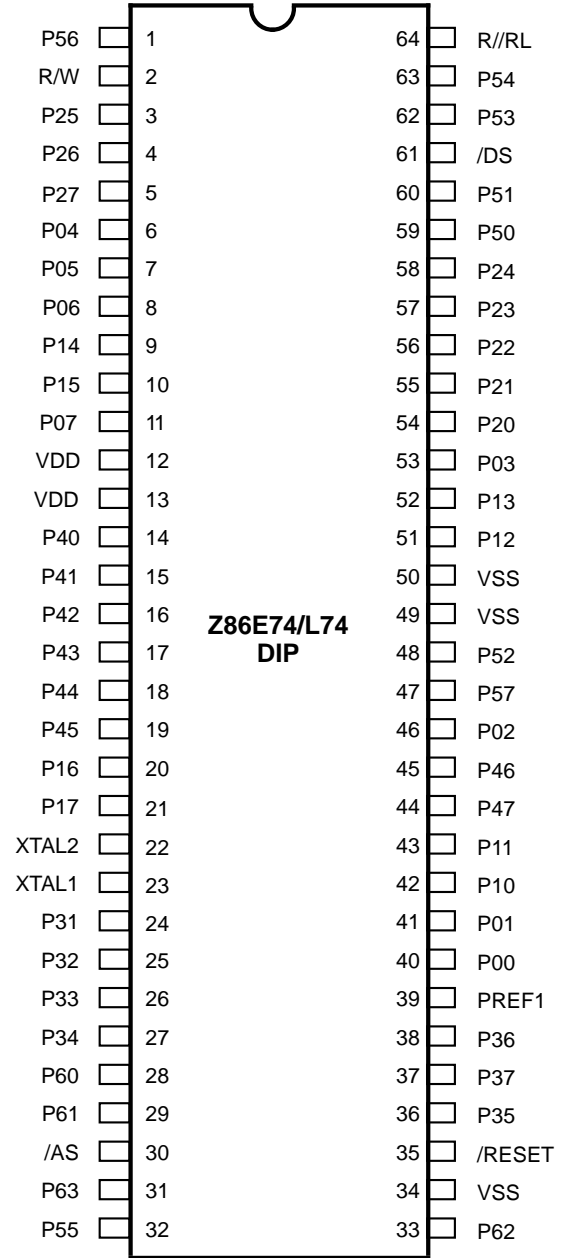 P56 1 64 R//RL
R/W 2 63 P54
P25 3 62 P53
P26 4 61 /DS
P27 5 60 P51
P04 6 59 P50
P05 7 58 P24
P06 8 57 P23
P14 9 56 P22
P15 10 55 P21
P07 11 54 P20
VDD 12 53 P03
VDD 13 52 P13
P40 14 51 P12
P41 15 50 VSS
P42 16 49 VSS
Z86E74/L74
DIP
P43 17 48 P52
P44 18 47 P57
P45 19 46 P02
P16 20 45 P46
P17 21 44 P47
XTAL2 22 43 P11
XTAL1 23 42 P10
P31 24 41 P01
P32 25 40 P00
P33 26 39 PREF1
P34 27 38 P36
P60 28 37 P37
P61 29 36 P35
/AS 30 35 /RESET
P63 31 34 VSS
P55 32 33 P62